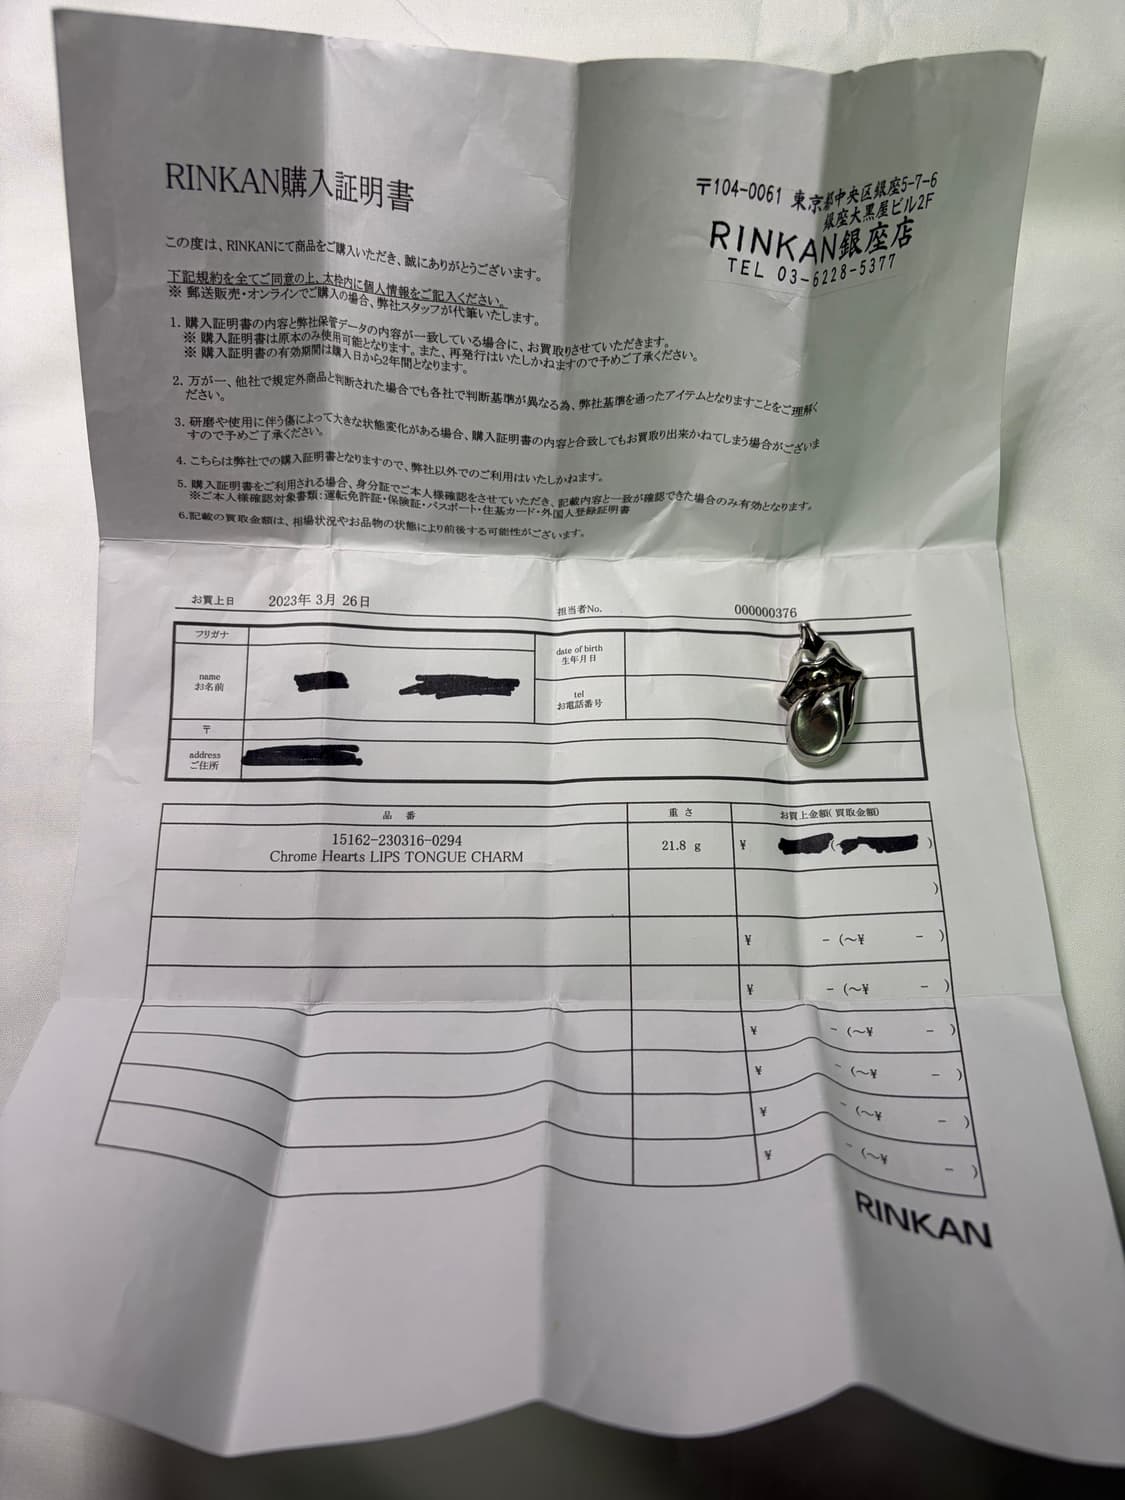 RINKAN購入証明書
〒104-0061 東京都中央区銀座5-7-6
銀座大黒屋ビル2F
RINKAN銀座店
TEL 03-6228-5377
この度は、RINKANにて商品をご購入いただき、誠にありがとうございます。
下記規約を全てご同意の上、太枠内に個人情報をご記入ください。
※ 郵送販売・オンラインでご購入の場合、弊社スタッフが代筆いたします。
1. 購入証明書の内容と弊社保管データの内容が一致している場合に、お買取りさせていただきます。
※ 購入証明書は原本のみ使用可能となります。また、再発行はいたしかねますので予めご了承ください。
※ 購入証明書の有効期間は購入日から2年間となります。
2. 万が一、他社で規定外商品と判断された場合でも各社で判断基準が異なる為、弊社基準を通ったアイテムとなりますことをご理解く
ださい。
3. 研磨や使用に伴う傷によって大きな状態変化がある場合、購入証明書の内容と合致してもお買取り出来かねてしまう場合がございま
すので予めご了承ください。
4. こちらは弊社での購入証明書となりますので、弊社以外でのご利用はいたしかねます。
5. 購入証明書をご利用される場合、身分証でご本人様確認をさせていただき、記載内容と一致が確認できた場合のみ有効となります。
※ご本人様確認対象書類:運転免許証・保険証・パスポート・住基カード・外国人登録証明書
6.記載の買取金額は、相場状況やお品物の状態により前後する可能性がございます。
お買上日 2023年 3月 26日 担当者No. 000000376
フリガナ
name
お名前
date of birth
生年月日
tel
お電話番号
〒
address
ご住所
品 番 重 さ お買上金額( 買取金額)
15162-230316-0294
Chrome Hearts LIPS TONGUE CHARM 21.8 g ¥ ( )
)
¥ - (～¥ - )
¥ - (～¥ - )
¥ - (～¥ - )
¥ - (～¥ - )
¥ - (～¥ - )
¥ - (～¥ - )
RINKAN